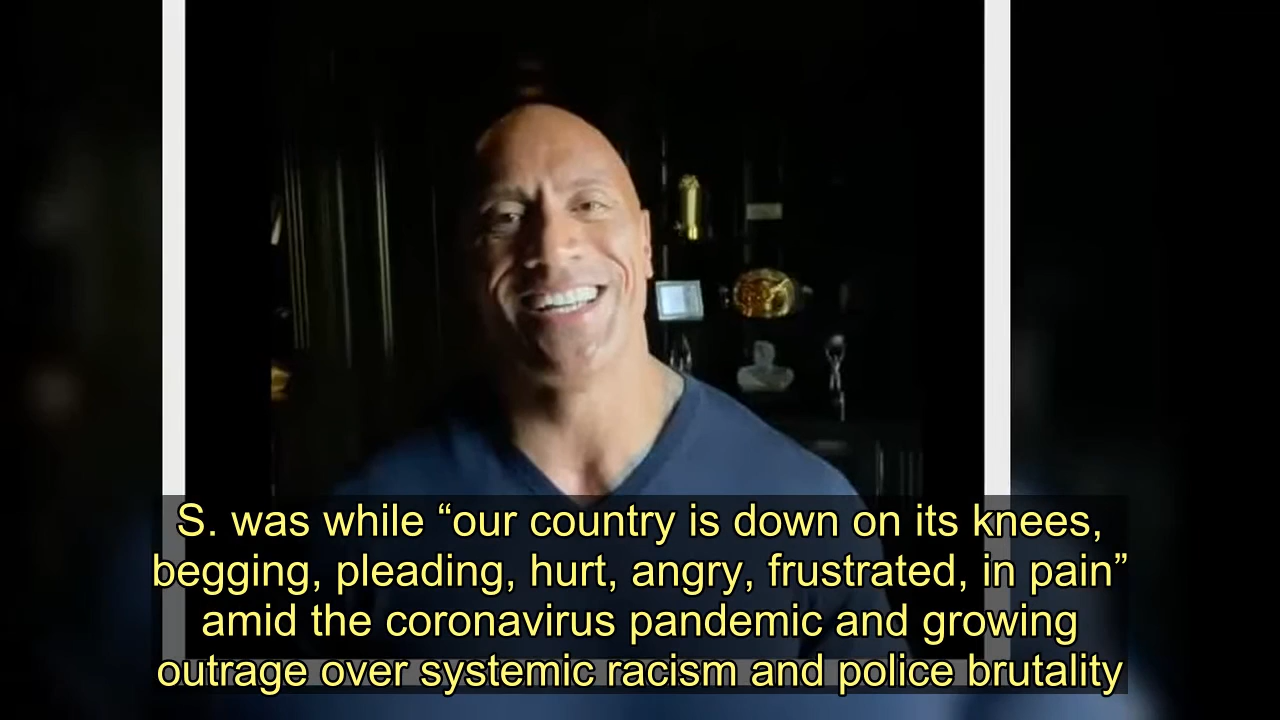 S. was while “our country is down on its knees,
begging, pleading, hurt, angry, frustrated, in pain”
amid the coronavirus pandemic and growing
outrage over systemic racism and police brutality